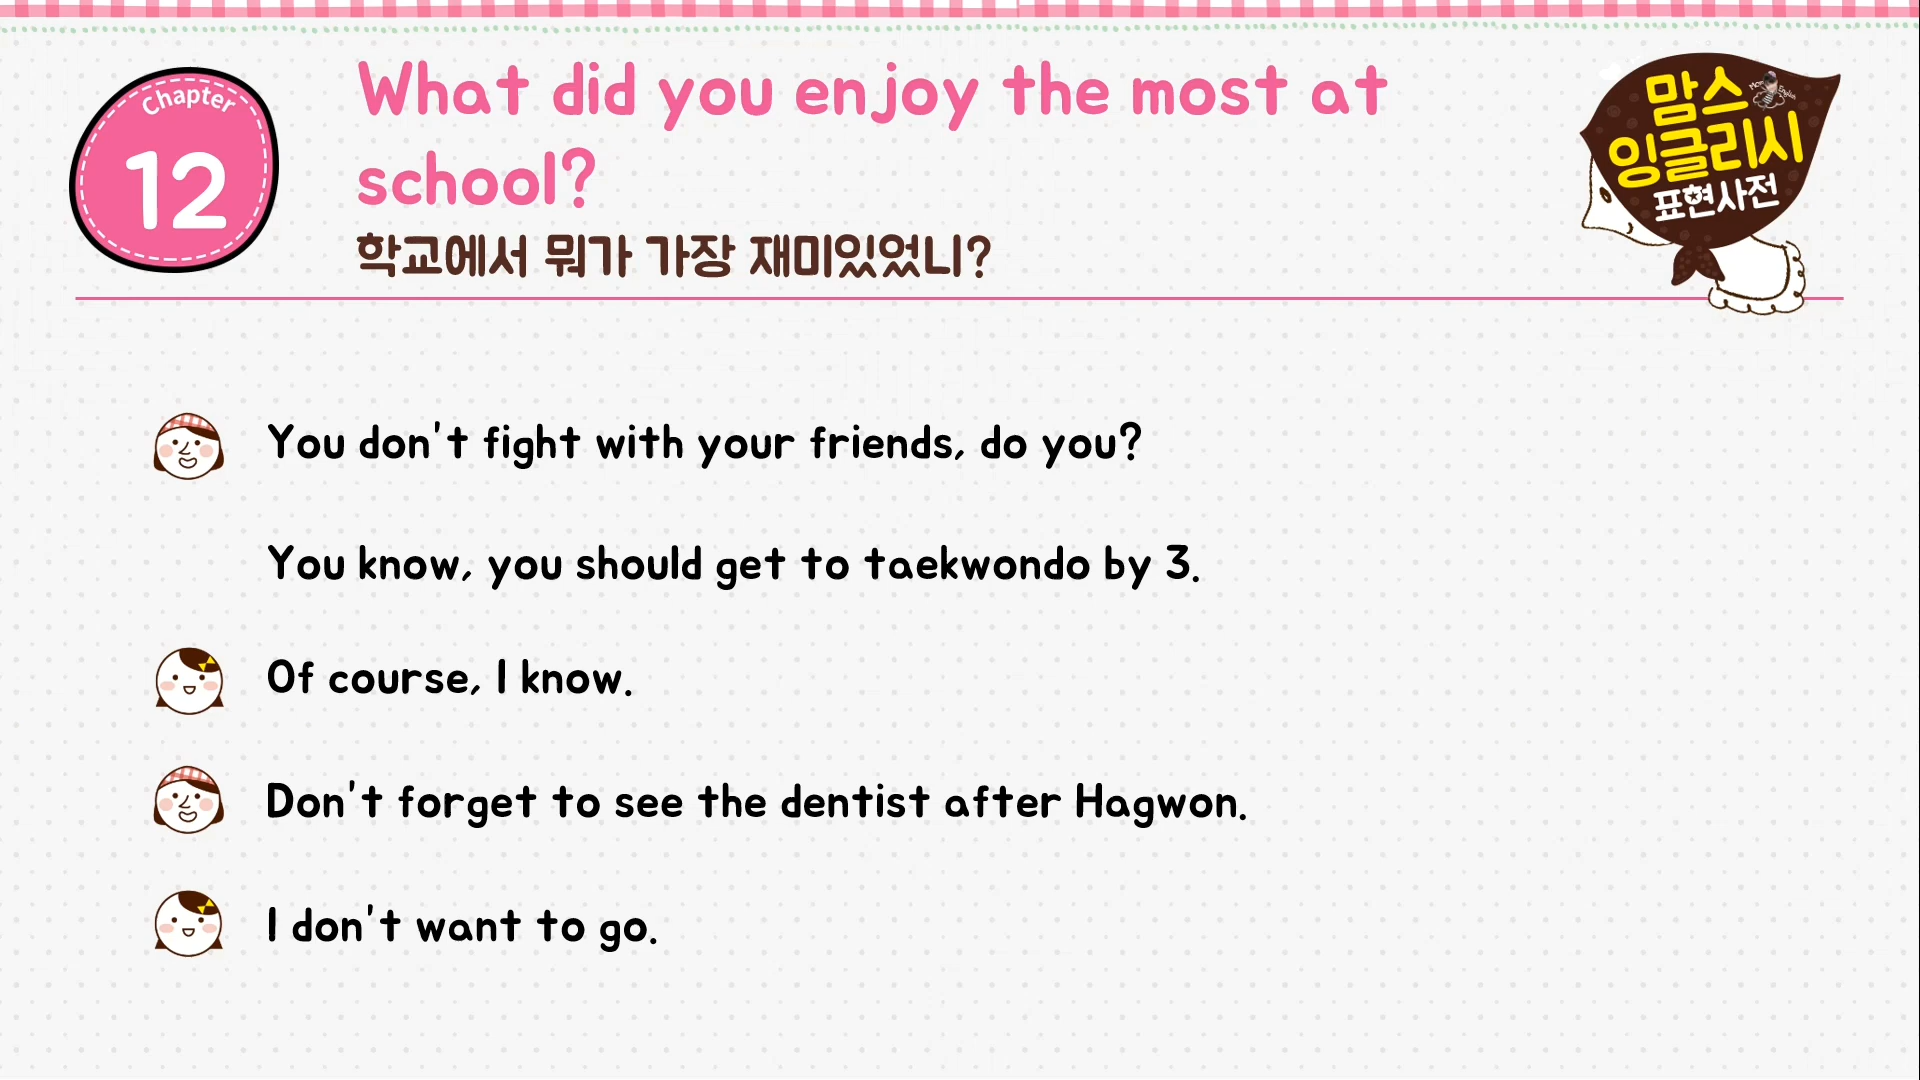 Chapter
12
What did you enjoy the most at
school?
학교에서 뭐가 가장 재미있었니?
맘스
Mom's English
잉글리시
표현사전
You don't fight with your friends, do you?
You know, you should get to taekwondo by 3.
Of course, I know.
Don't forget to see the dentist after Hagwon.
I don't want to go.